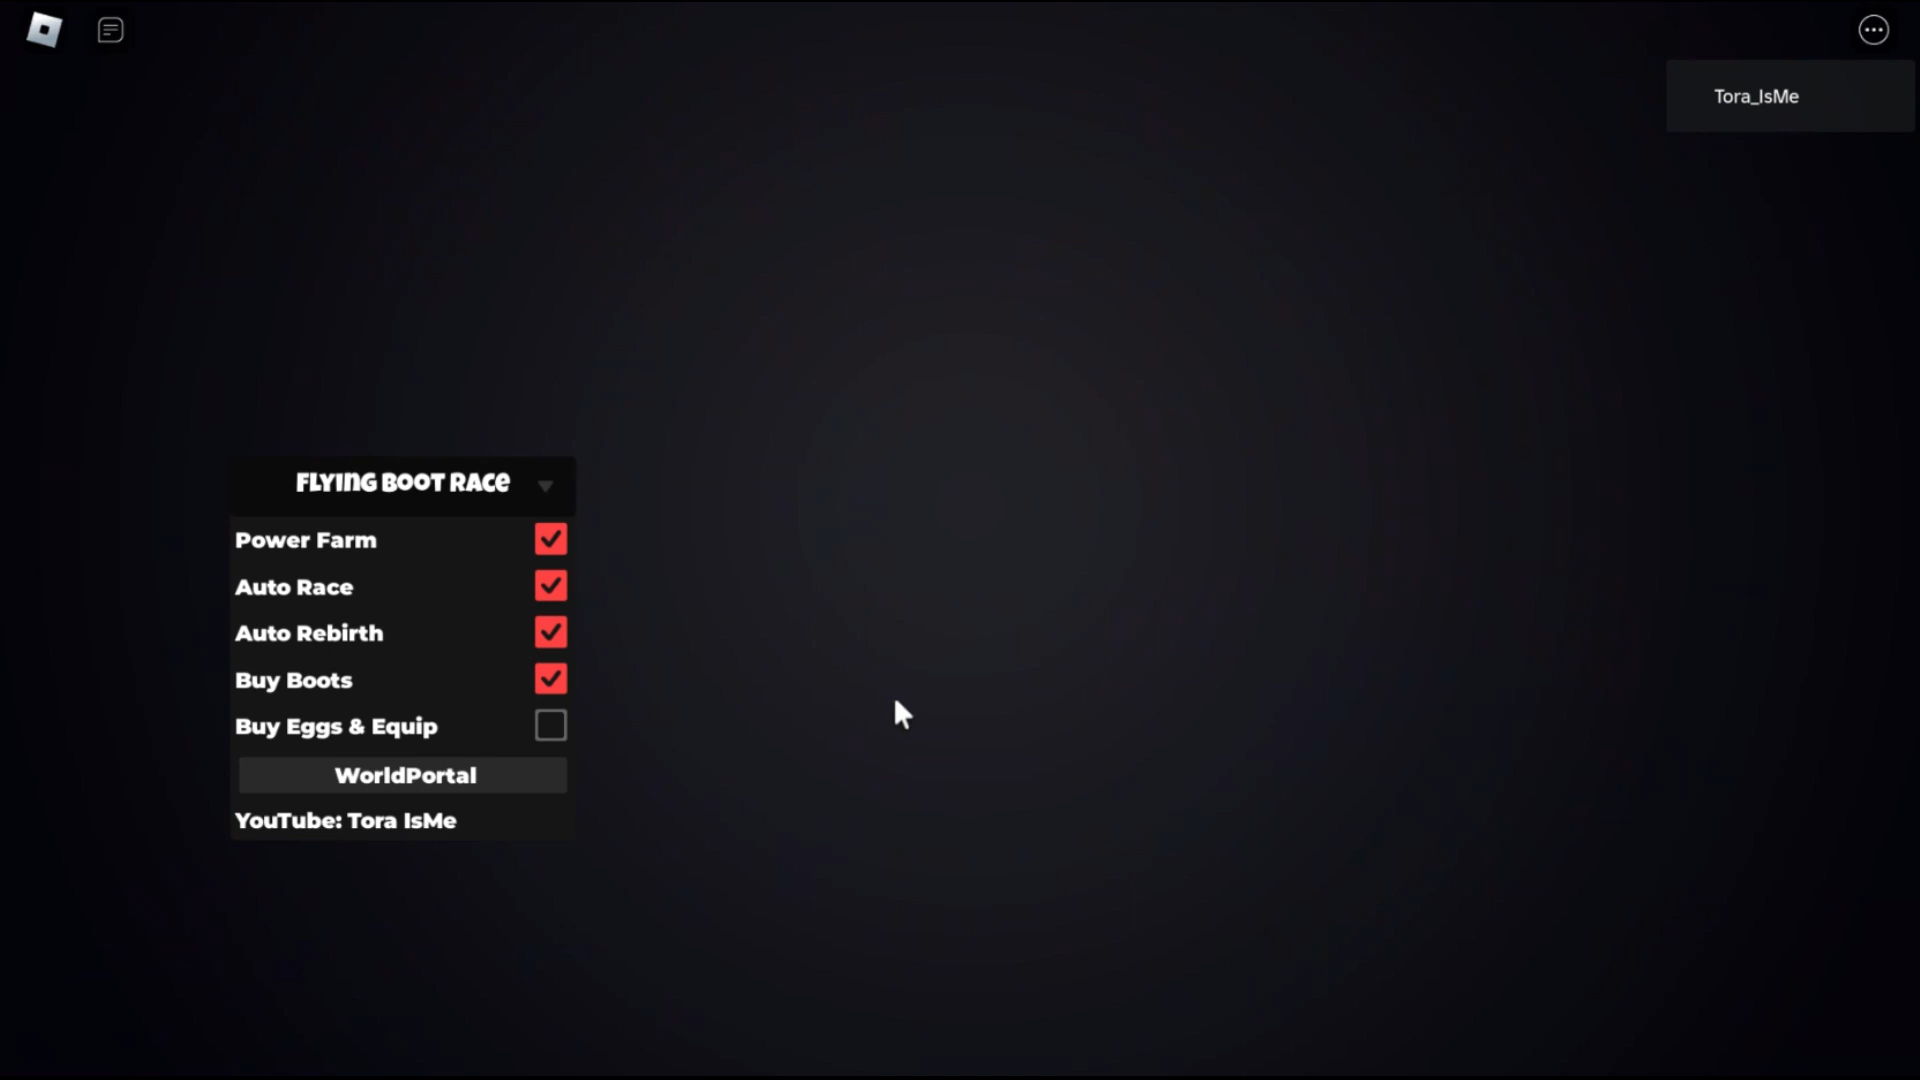 Tora_IsMe
FLYING BOOT RACE
Power Farm
Auto Race
Auto Rebirth
Buy Boots
Buy Eggs & Equip
WorldPortal
YouTube: Tora IsMe